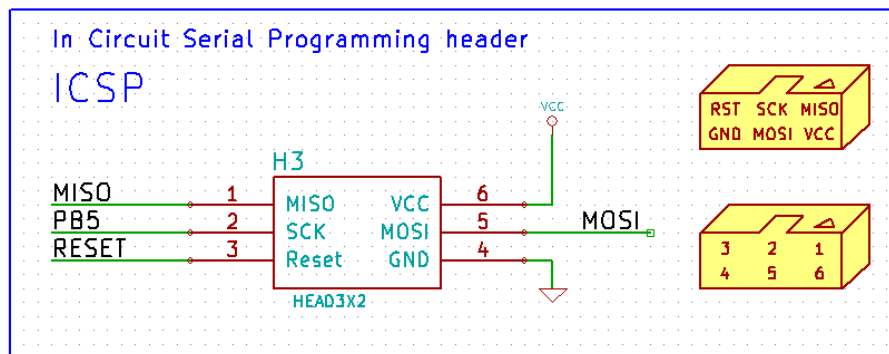 In Circuit Serial Programming header
ICSP
VCC
RST SCK MISO
GND MOSI VCC
H3
MISO 1 MISO VCC 6
PB5 2 SCK MOSI 5 MOSI
RESET 3 Reset GND 4
HEAD3X2
3 2 1
4 5 6